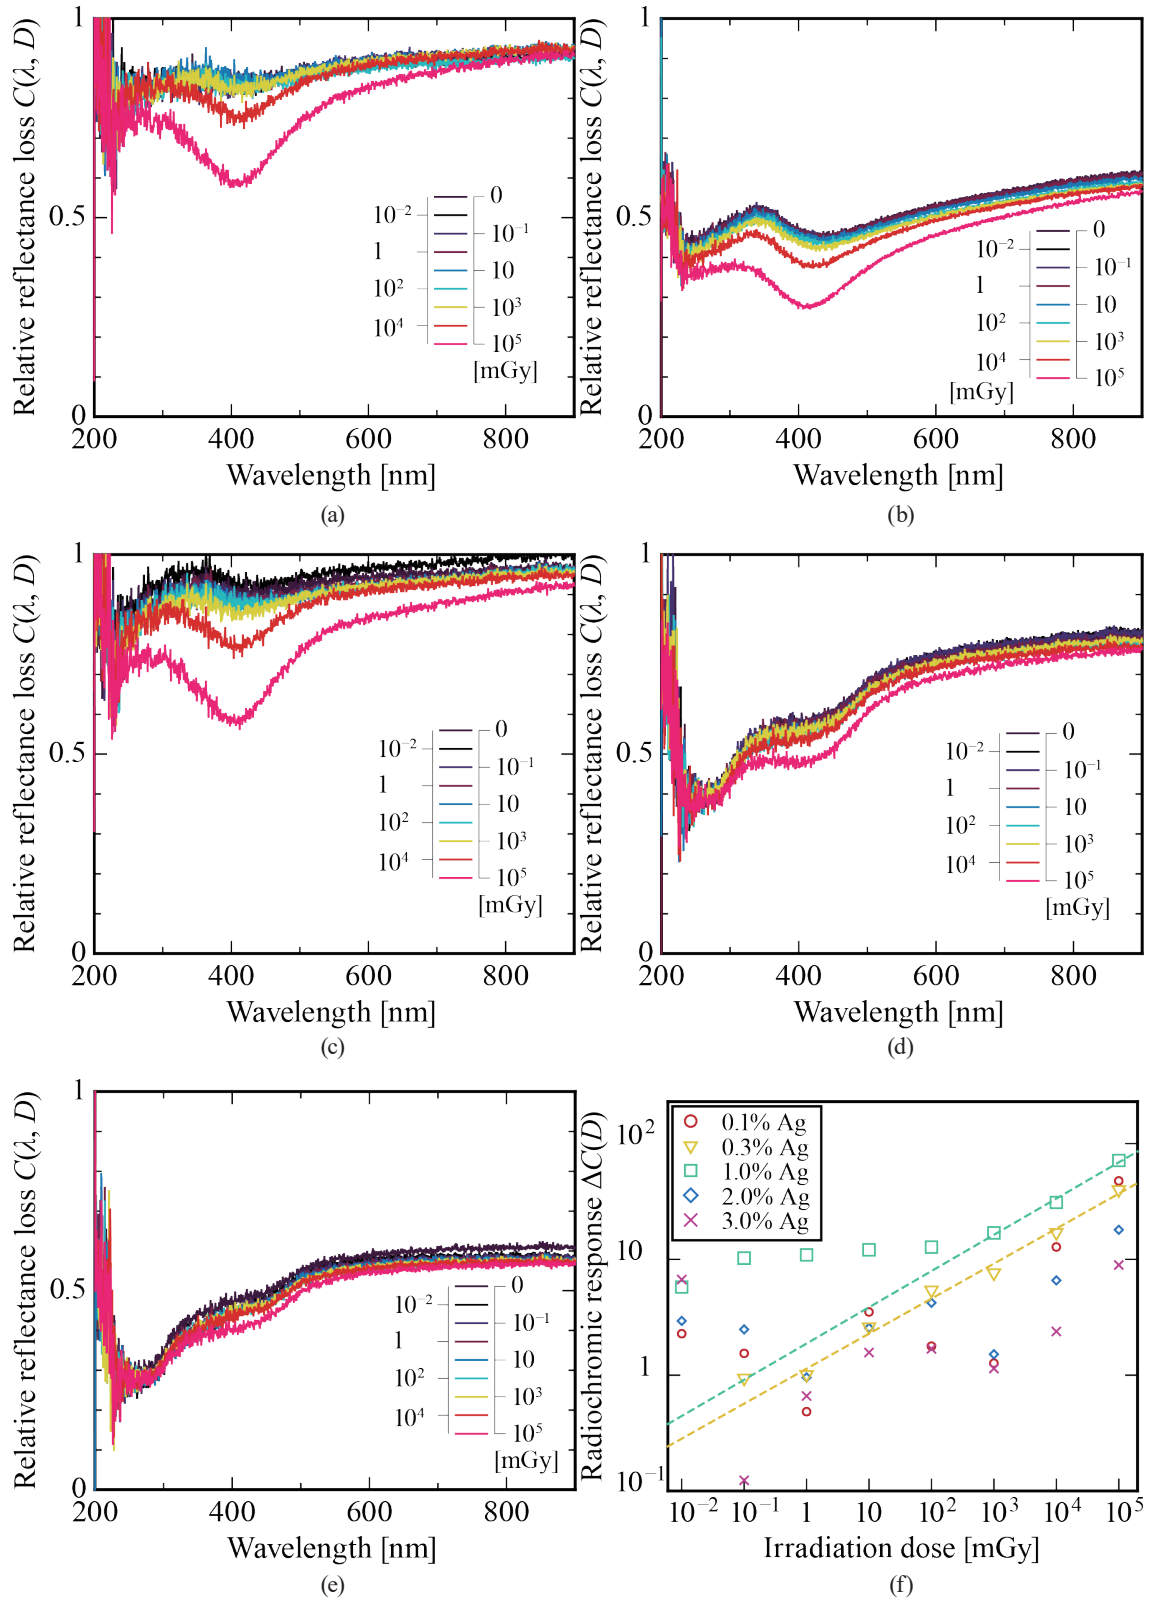 Relative reflectance loss C(λ, D)
1
0.5
0
200 400 600 800
Wavelength [nm]
0
10⁻²
10⁻¹
1
10
10²
10³
10⁴
10⁵
[mGy]
(a)
Relative reflectance loss C(λ, D)
1
0.5
0
200 400 600 800
Wavelength [nm]
0
10⁻²
10⁻¹
1
10
10²
10³
10⁴
10⁵
[mGy]
(b)
Relative reflectance loss C(λ, D)
1
0.5
0
200 400 600 800
Wavelength [nm]
0
10⁻²
10⁻¹
1
10
10²
10³
10⁴
10⁵
[mGy]
(c)
Relative reflectance loss C(λ, D)
1
0.5
0
200 400 600 800
Wavelength [nm]
0
10⁻²
10⁻¹
1
10
10²
10³
10⁴
10⁵
[mGy]
(d)
Relative reflectance loss C(λ, D)
1
0.5
0
200 400 600 800
Wavelength [nm]
0
10⁻²
10⁻¹
1
10
10²
10³
10⁴
10⁵
[mGy]
(e)
Radiochromic response ΔC(D)
10²
10
1
10⁻¹
0.1% Ag
0.3% Ag
1.0% Ag
2.0% Ag
3.0% Ag
10⁻² 10⁻¹ 1 10 10² 10³ 10⁴ 10⁵
Irradiation dose [mGy]
(f)